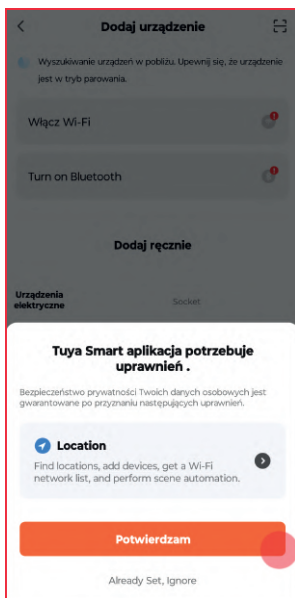 Dodaj urządzenie
Wyszukiwanie urządzeń w pobliżu. Upewnij się, że urządzenie
jest w tryb parowania.
Włącz Wi-Fi
Turn on Bluetooth
Dodaj ręcznie
Urządzenia
elektryczne
Socket
Tuya Smart aplikacja potrzebuje
uprawnień .
Bezpieczeństwo prywatności Twoich danych osobowych jest
gwarantowane po przyznaniu następujących uprawnień.
Location
Find locations, add devices, get a Wi-Fi
network list, and perform scene automation.
Potwierdzam
Already Set, Ignore